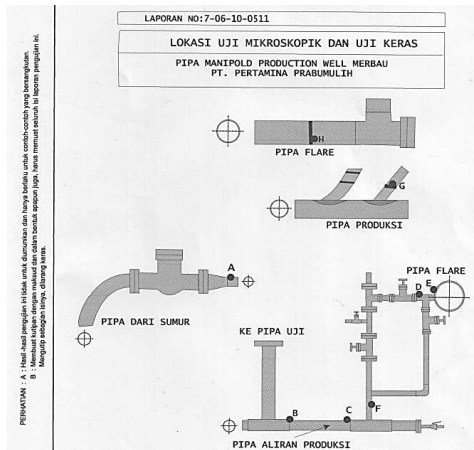 LAPORAN NO:7-06-10-0511
LOKASI UJI MIKROSKOPIK DAN UJI KERAS
PIPA MANIFOLD PRODUCTION WELL MERBAU
PT. PERTAMINA PRABUMULIH
H
PIPA FLARE
G
PIPA PRODUKSI
A
PIPA DARI SUMUR
PIPA FLARE
D
E
KE PIPA UJI
B
C
F
PIPA ALIRAN PRODUKSI
PERHATIAN : A : Hasil-hasil pengujian ini tidak untuk diumumkan dan hanya berlaku untuk contoh-contoh yang bersangkutan.
B : Membuat kutipan dengan maksud dan dalam bentuk apapun juga, harus memuat seluruh isi laporan pengujian ini.
Mengutip sebagian isinya, dilarang keras.